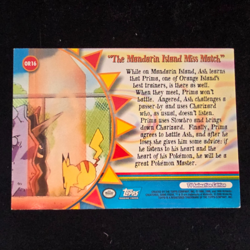 OR16
"The Mandarin Island Miss Match"
While on Mandarin Island, Ash learns
that Prima, one of Orange Island's
best trainers, is there as well.
When they meet, Prima won't
battle. Angered, Ash challenges a
passer-by and uses Charizard
who, as usual, doesn't listen.
Prima uses Slowbro and brings
down Charizard. Finally, Prima
agrees to battle Ash, and after he
loses she gives him some advice: if
he listens to his heart and the
heart of his Pokémon, he will be a
great Pokémon Master.
TV Animation Edition
Topps